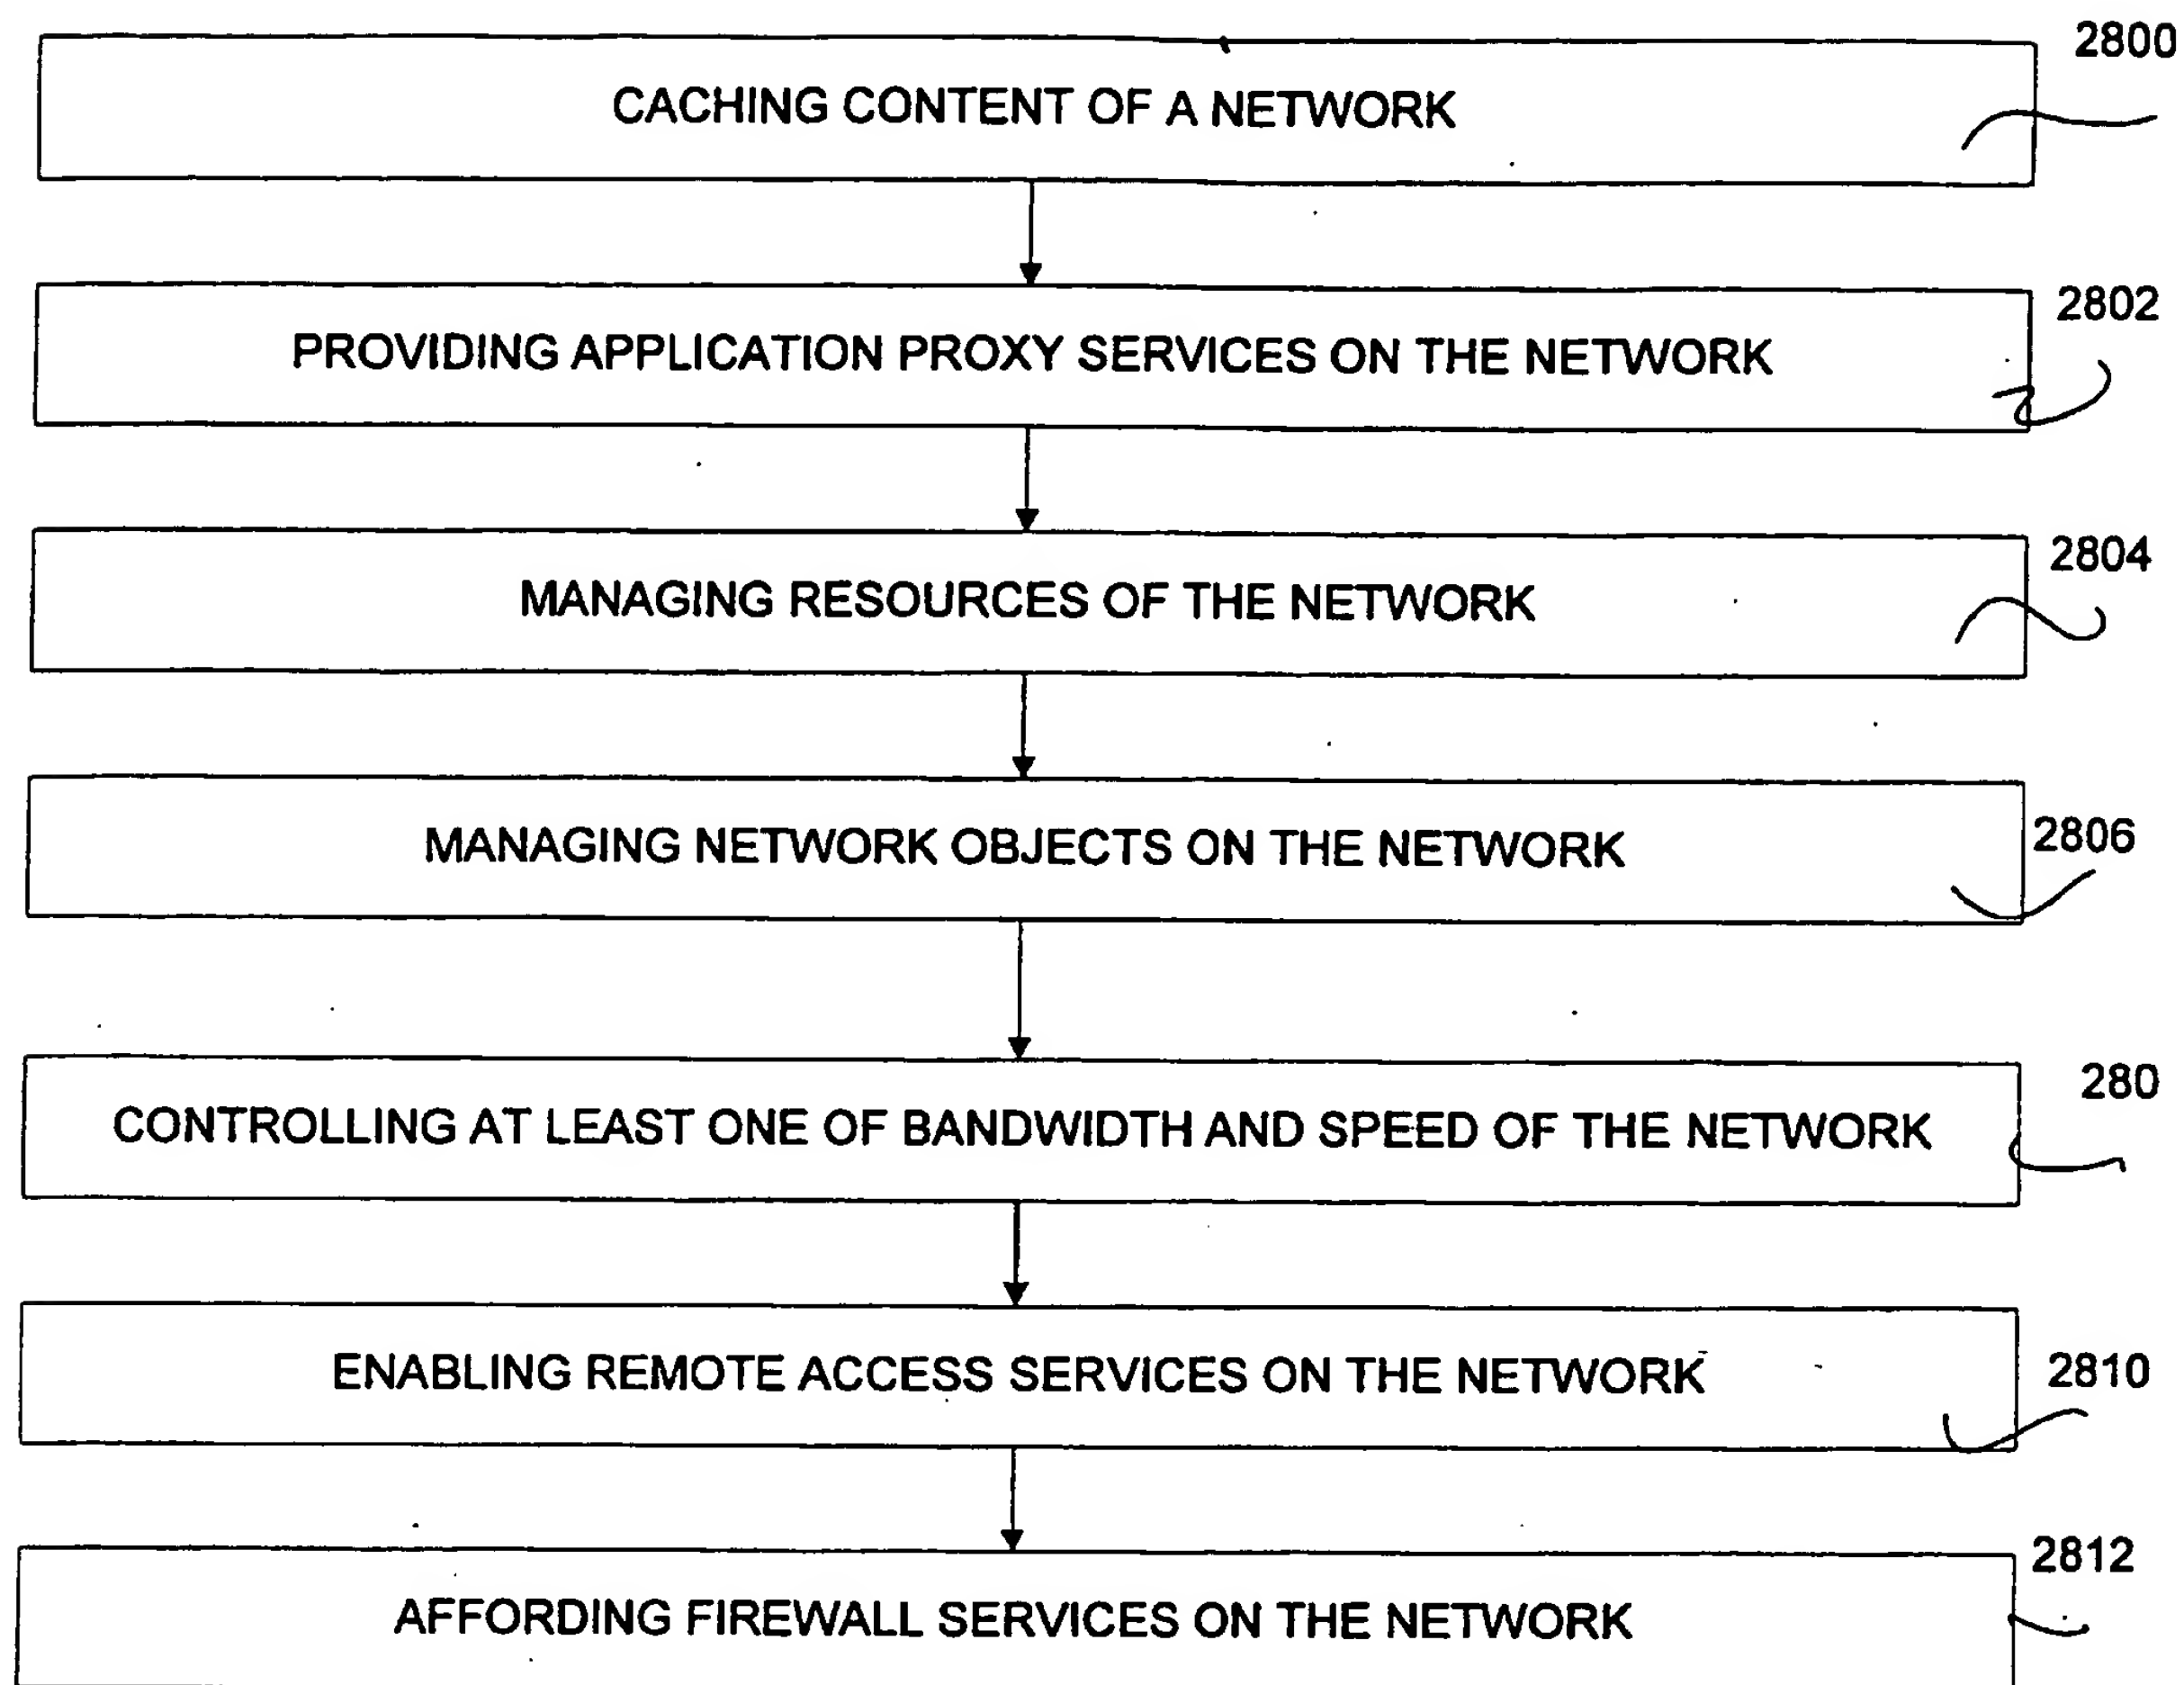 2800
CACHING CONTENT OF A NETWORK
2802
PROVIDING APPLICATION PROXY SERVICES ON THE NETWORK
2804
MANAGING RESOURCES OF THE NETWORK
2806
MANAGING NETWORK OBJECTS ON THE NETWORK
280
CONTROLLING AT LEAST ONE OF BANDWIDTH AND SPEED OF THE NETWORK
2810
ENABLING REMOTE ACCESS SERVICES ON THE NETWORK
2812
AFFORDING FIREWALL SERVICES ON THE NETWORK